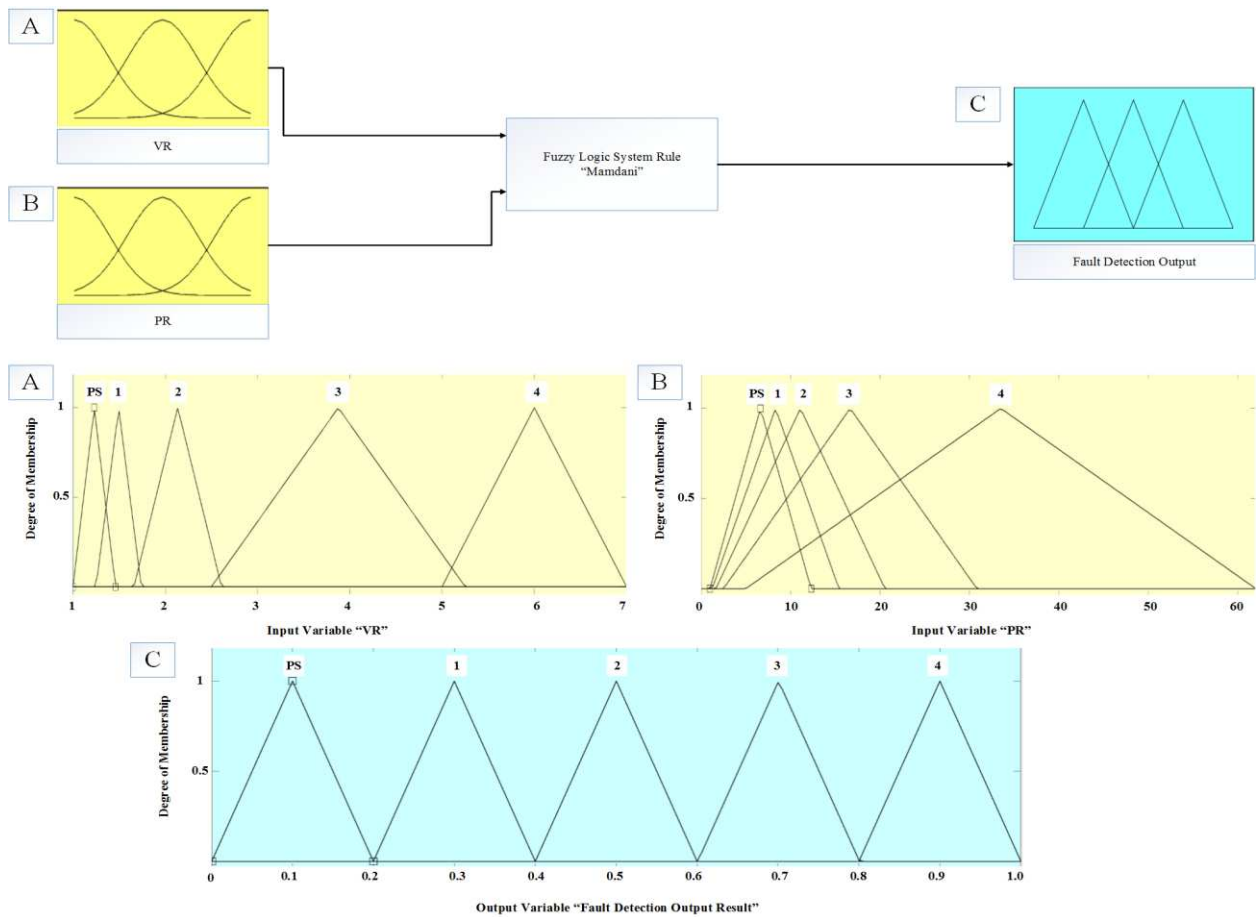 A
VR
B
PR
Fuzzy Logic System Rule
“Mamdani”
C
Fault Detection Output
A
PS 1 2 3 4
1
0.5
Degree of Membership
1 2 3 4 5 6 7
Input Variable “VR”
B
PS 1 2 3 4
1
0.5
Degree of Membership
0 10 20 30 40 50 60
Input Variable “PR”
C
PS 1 2 3 4
1
0.5
Degree of Membership
0 0.1 0.2 0.3 0.4 0.5 0.6 0.7 0.8 0.9 1.0
Output Variable “Fault Detection Output Result”